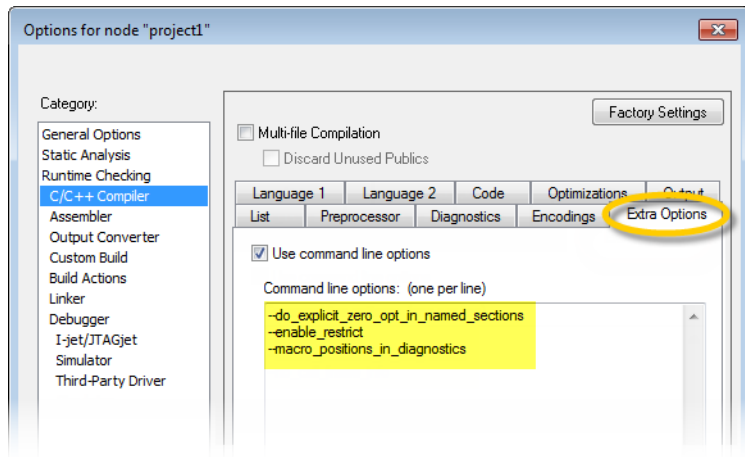 Options for node "project1"
Category:
General Options
Static Analysis
Runtime Checking
C/C++ Compiler
Assembler
Output Converter
Custom Build
Build Actions
Linker
Debugger
I-jet/JTAGjet
Simulator
Third-Party Driver
Factory Settings
Multi-file Compilation
Discard Unused Publics
Language 1 Language 2 Code Optimizations Output
List Preprocessor Diagnostics Encodings Extra Options
Use command line options
Command line options: (one per line)
--do_explicit_zero_opt_in_named_sections
--enable_restrict
--macro_positions_in_diagnostics